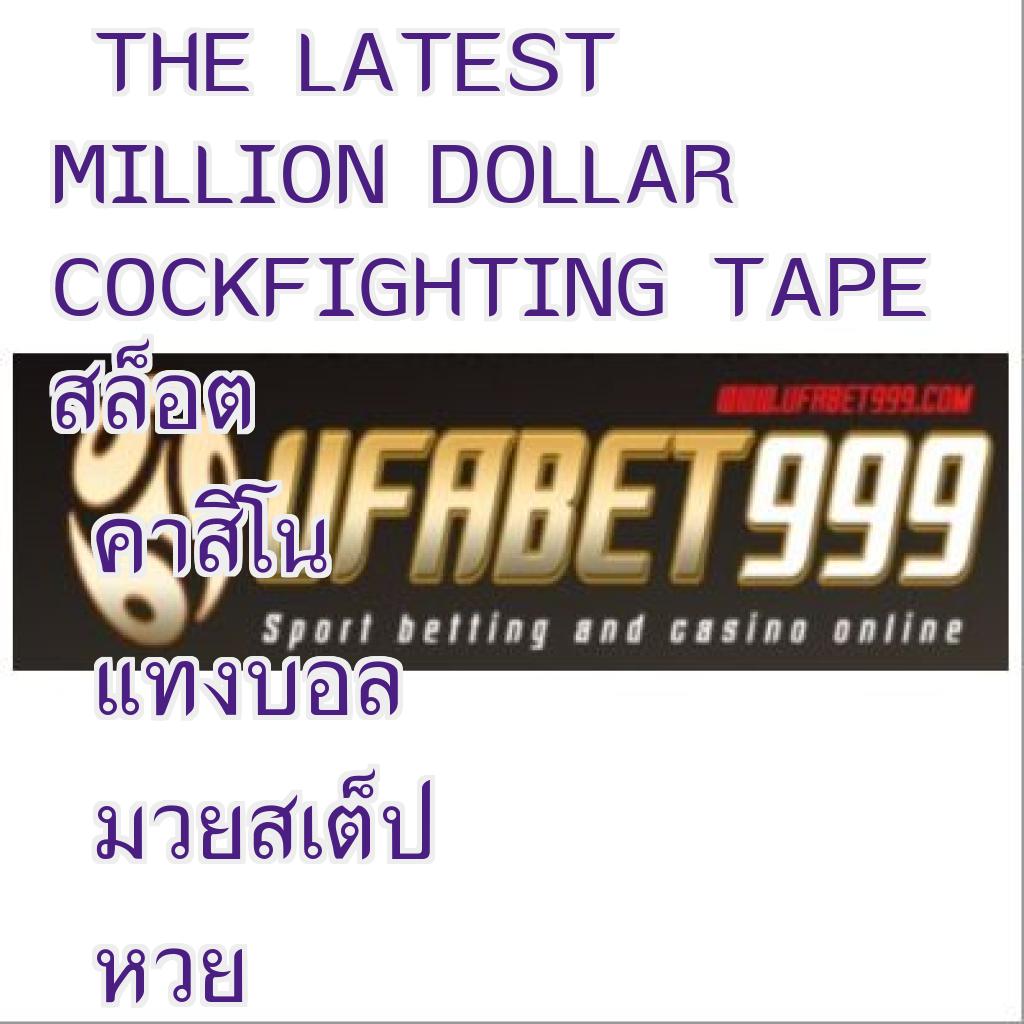 THE LATEST
MILLION DOLLAR
COCKFIGHTING TAPE
สล็อต
WWW.UFABET999.COM
UFABET999
คาสิโน
Sport betting and casino online
แทงบอล
มวยสเต็ป
หวย